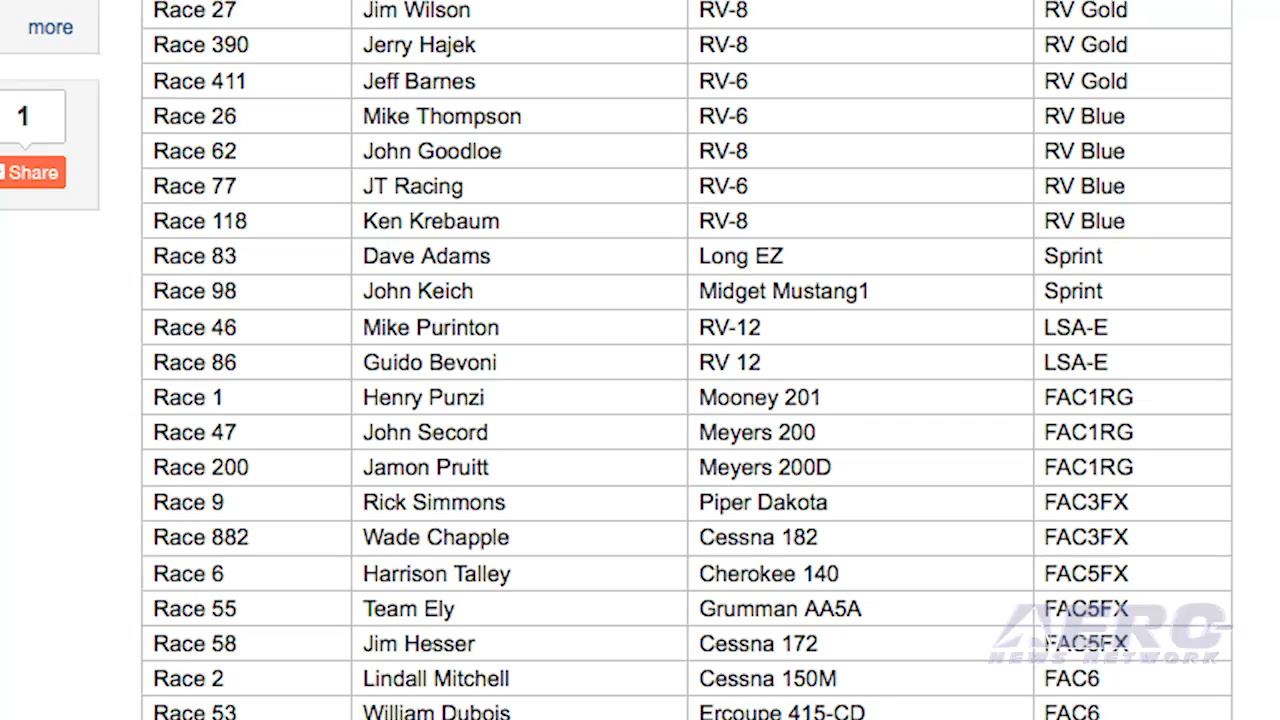 more
1
Share
Race 27 Jim Wilson RV-8 RV Gold
Race 390 Jerry Hajek RV-8 RV Gold
Race 411 Jeff Barnes RV-6 RV Gold
Race 26 Mike Thompson RV-6 RV Blue
Race 62 John Goodloe RV-8 RV Blue
Race 77 JT Racing RV-6 RV Blue
Race 118 Ken Krebaum RV-8 RV Blue
Race 83 Dave Adams Long EZ Sprint
Race 98 John Keich Midget Mustang1 Sprint
Race 46 Mike Purinton RV-12 LSA-E
Race 86 Guido Bevoni RV 12 LSA-E
Race 1 Henry Punzi Mooney 201 FAC1RG
Race 47 John Secord Meyers 200 FAC1RG
Race 200 Jamon Pruitt Meyers 200D FAC1RG
Race 9 Rick Simmons Piper Dakota FAC3FX
Race 882 Wade Chapple Cessna 182 FAC3FX
Race 6 Harrison Talley Cherokee 140 FAC5FX
Race 55 Team Ely Grumman AA5A FAC5FX
Race 58 Jim Hesser Cessna 172 FAC5FX
Race 2 Lindall Mitchell Cessna 150M FAC6
Race 53 William Dubois Ercoupe 415-CD FAC6
AERO
NEWS NETWORK